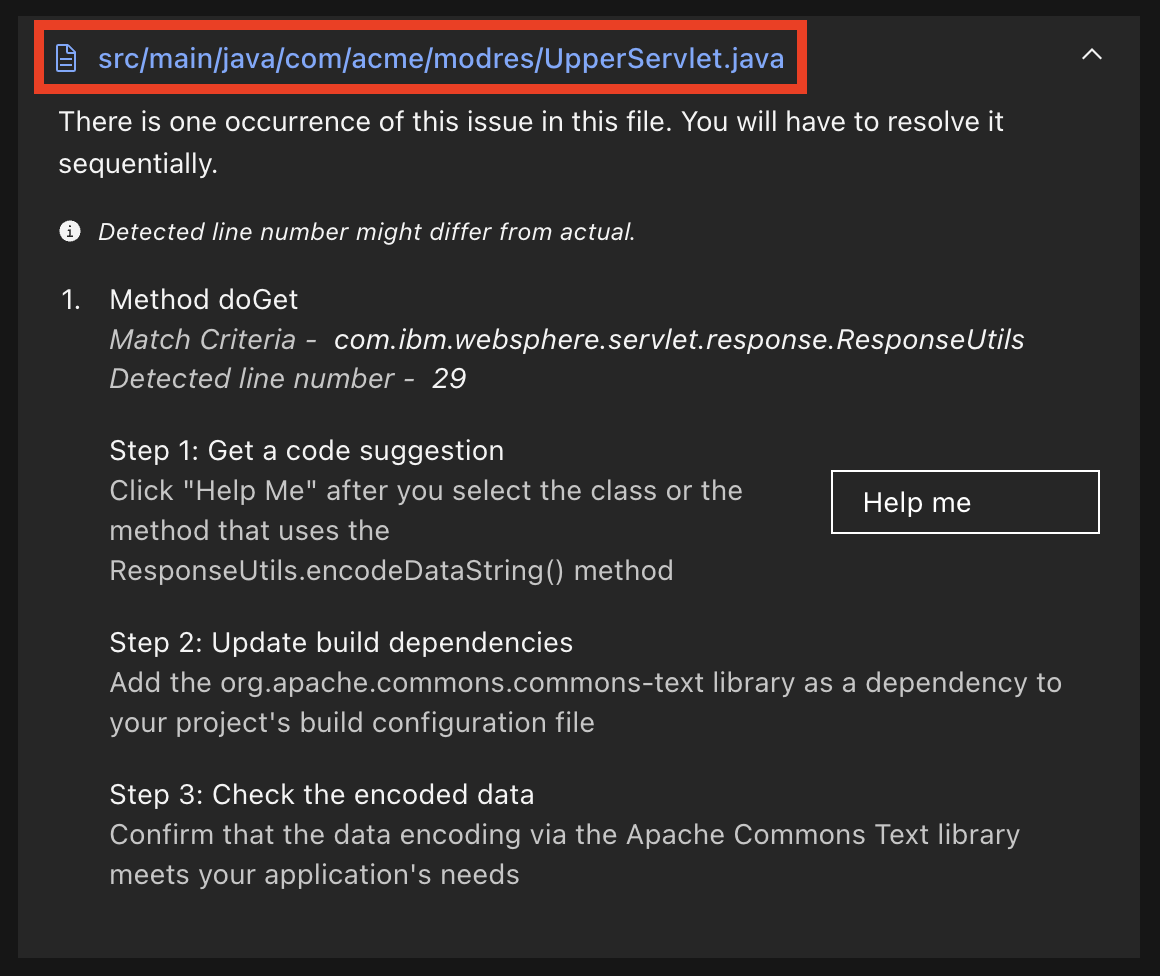 src/main/java/com/acme/modres/UpperServlet.java
There is one occurrence of this issue in this file. You will have to resolve it
sequentially.
Detected line number might differ from actual.
1. Method doGet
Match Criteria - com.ibm.websphere.servlet.response.ResponseUtils
Detected line number - 29
Step 1: Get a code suggestion
Click "Help Me" after you select the class or the
method that uses the
ResponseUtils.encodeDataString() method
Help me
Step 2: Update build dependencies
Add the org.apache.commons.commons-text library as a dependency to
your project's build configuration file
Step 3: Check the encoded data
Confirm that the data encoding via the Apache Commons Text library
meets your application's needs